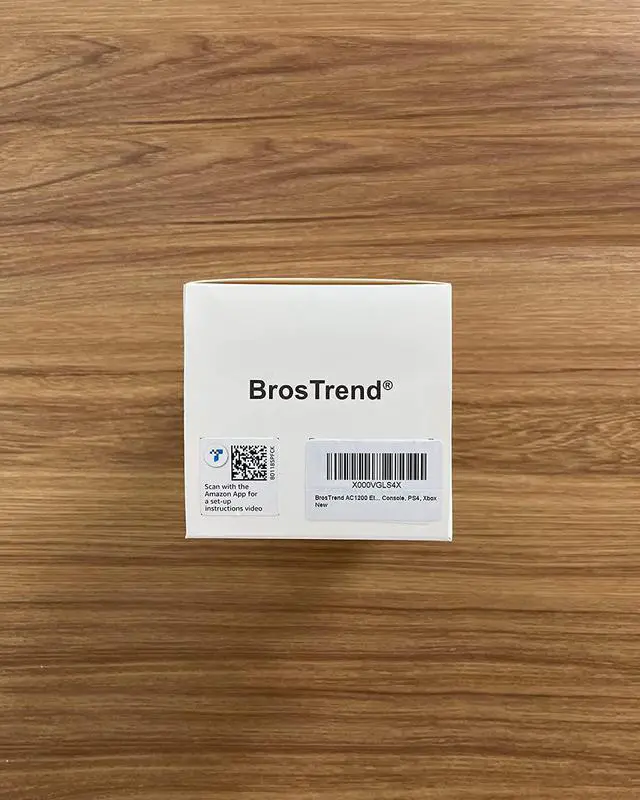 BrosTrend®
BD118SPFCK
Scan with the
Amazon App for
a set-up
instructions video
X000VGLS4X
BrosTrend AC1200 Et... Console, PS4, Xbox
New